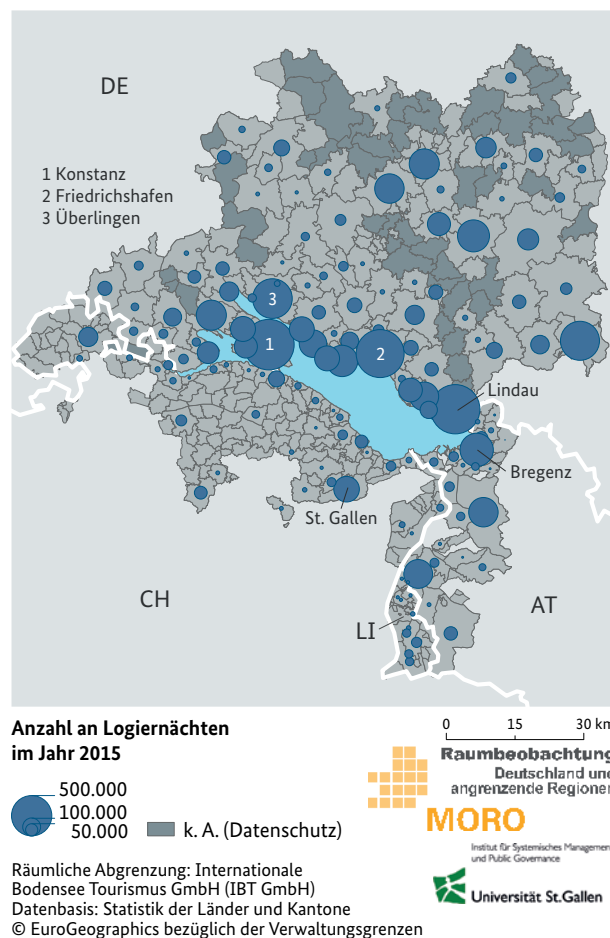 DE
1 Konstanz
2 Friedrichshafen
3 Überlingen
3
1
2
Lindau
Bregenz
St. Gallen
CH
LI
AT
Anzahl an Logiernächten
im Jahr 2015
0 15 30 km
500.000
100.000
50.000
k. A. (Datenschutz)
Raumbeobachtung
Deutschland und
angrenzende Regionen
MORO
Institut für Systemisches Management
und Public Governance
Universität St.Gallen
Räumliche Abgrenzung: Internationale
Bodensee Tourismus GmbH (IBT GmbH)
Datenbasis: Statistik der Länder und Kantone
© EuroGeographics bezüglich der Verwaltungsgrenzen